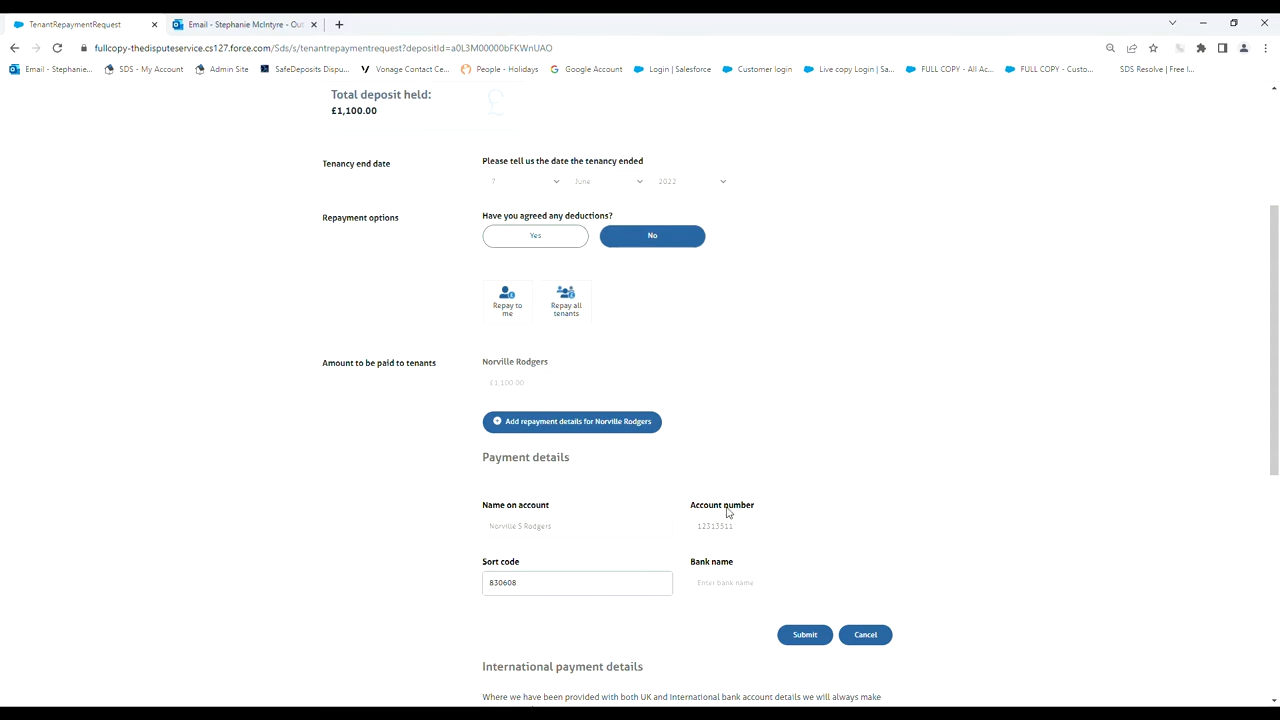 TenantRepaymentRequest
Email - Stephanie McIntyre - Out
fullcopy-thedisputeservice.cs127.force.com/Sds/s/tenantrepaymentrequest?depositId=a0L3M00000bFKWnUAO
Email - Stephanie... SDS - My Account Admin Site SafeDeposits Dispu... Vonage Contact Ce... People - Holidays Google Account Login | Salesforce Customer login Live copy Login | Sa... FULL COPY - All Ac... FULL COPY - Custo... SDS Resolve | Free I...
Total deposit held:
£1,100.00
Tenancy end date
Please tell us the date the tenancy ended
7 June 2022
Repayment options
Have you agreed any deductions?
Yes No
Repay to me
Repay all tenants
Amount to be paid to tenants
Norville Rodgers
£1,100.00
Add repayment details for Norville Rodgers
Payment details
Name on account Account number
Norville S Rodgers 12313511
Sort code Bank name
830608 Enter bank name
Submit Cancel
International payment details
Where we have been provided with both UK and International bank account details we will always make